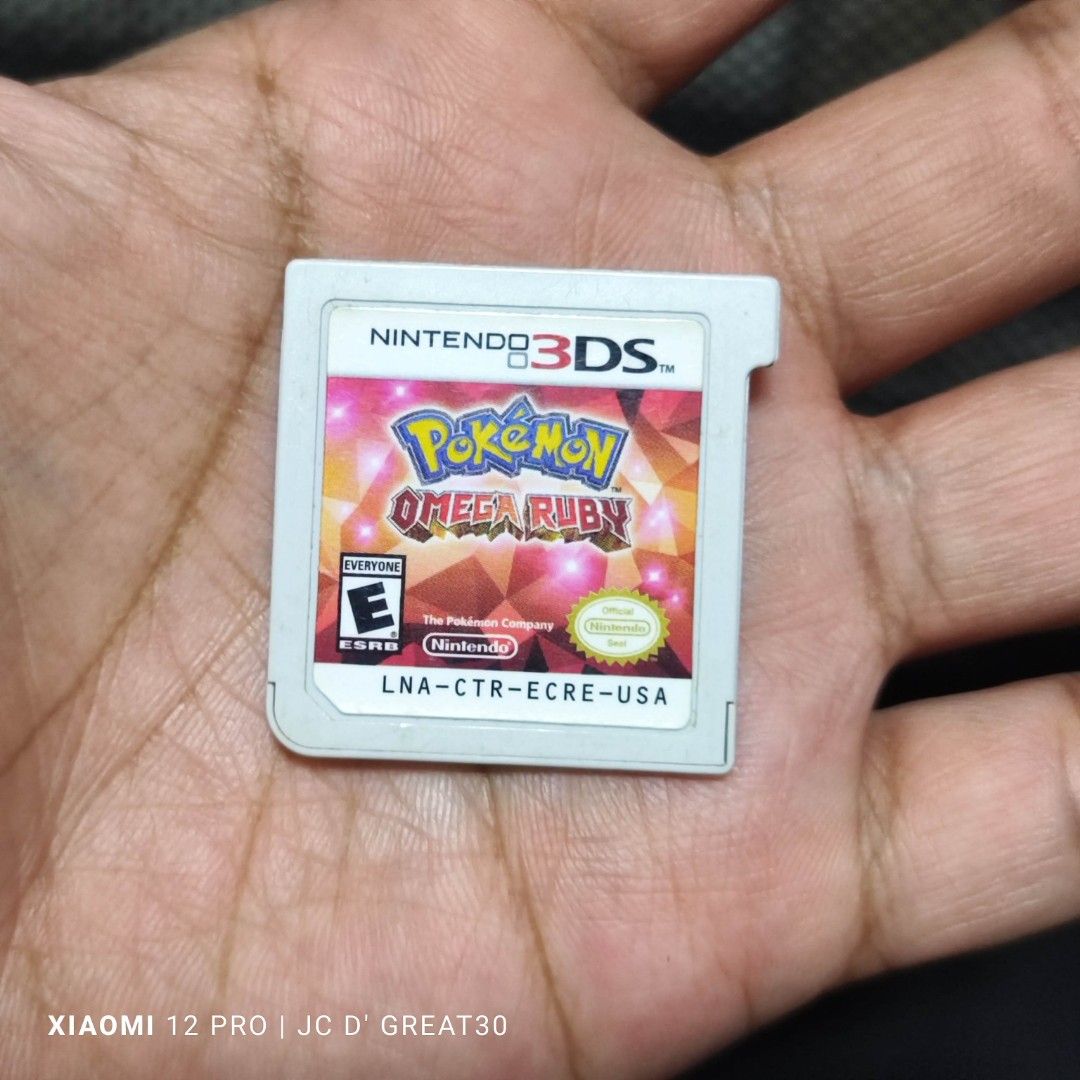 NINTENDO 3DS™
POKéMON™
OMEGA RUBY
EVERYONE
E®
ESRB
The Pokémon Company
Nintendo®
Official
Nintendo
Seal
LNA-CTR-ECRE-USA
XIAOMI 12 PRO | JC D' GREAT30